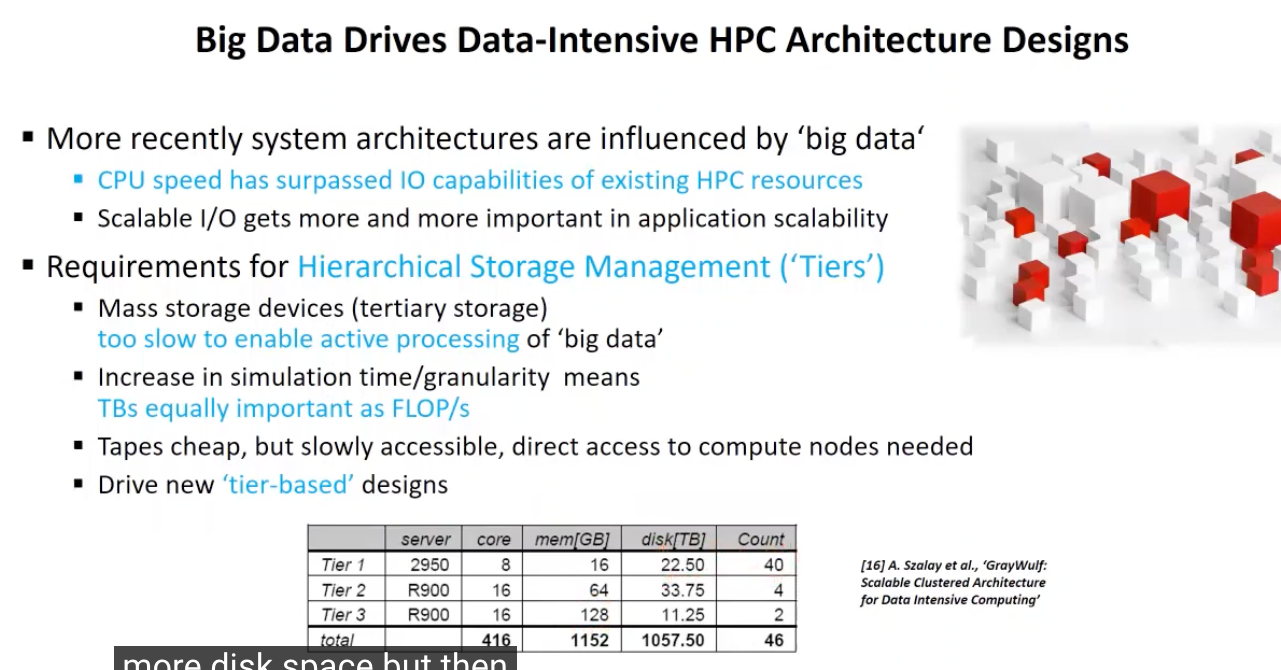 Big Data Drives Data-Intensive HPC Architecture Designs
▪ More recently system architectures are influenced by ‘big data‘
▪ CPU speed has surpassed IO capabilities of existing HPC resources
▪ Scalable I/O gets more and more important in application scalability
▪ Requirements for Hierarchical Storage Management (‘Tiers’)
▪ Mass storage devices (tertiary storage)
too slow to enable active processing of ‘big data’
▪ Increase in simulation time/granularity means
TBs equally important as FLOP/s
▪ Tapes cheap, but slowly accessible, direct access to compute nodes needed
▪ Drive new ‘tier-based’ designs
server core mem[GB] disk[TB] Count
Tier 1 2950 8 16 22.50 40
Tier 2 R900 16 64 33.75 4
Tier 3 R900 16 128 11.25 2
total 416 1152 1057.50 46
[16] A. Szalay et al., ‘GrayWulf:
Scalable Clustered Architecture
for Data Intensive Computing’
more disk space but then